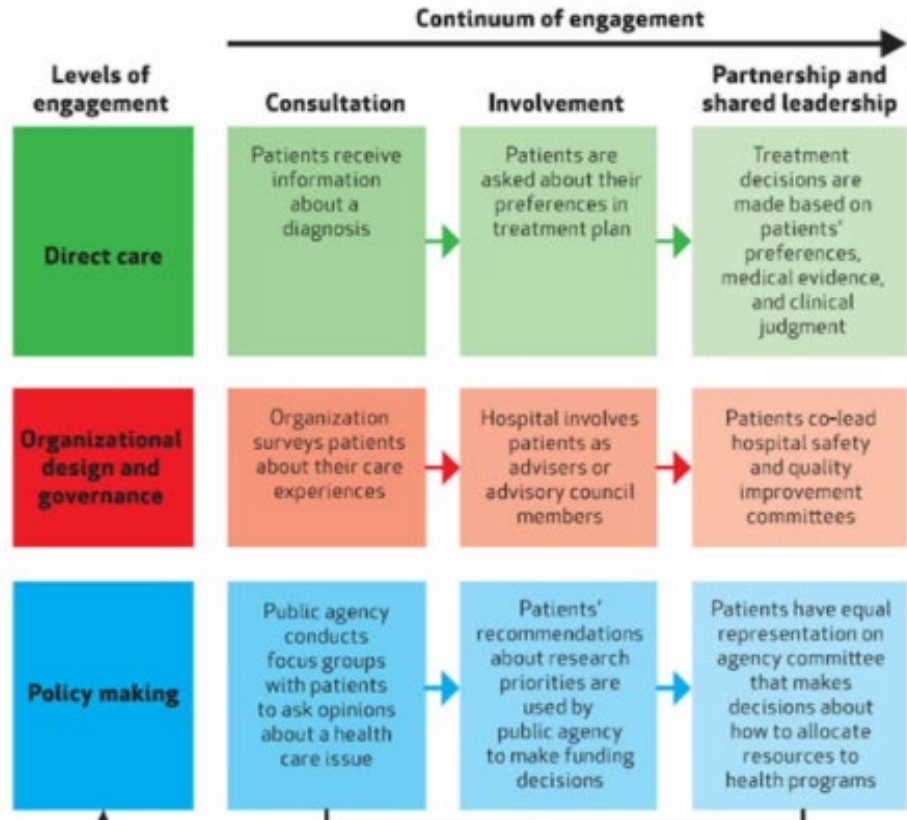 Continuum of engagement
Levels of
engagement
Consultation
Involvement
Partnership and
shared leadership
Direct care
Patients receive
information
about a
diagnosis
Patients are
asked about their
preferences in
treatment plan
Treatment
decisions are
made based on
patients'
preferences,
medical evidence,
and clinical
judgment
Organizational
design and
governance
Organization
surveys patients
about their care
experiences
Hospital involves
patients as
advisers or
advisory council
members
Patients co-lead
hospital safety
and quality
improvement
committees
Policy making
Public agency
conducts
focus groups
with patients
to ask opinions
about a health
care issue
Patients'
recommendations
about research
priorities are
used by
public agency
to make funding
decisions
Patients have equal
representation on
agency committee
that makes
decisions about
how to allocate
resources to
health programs